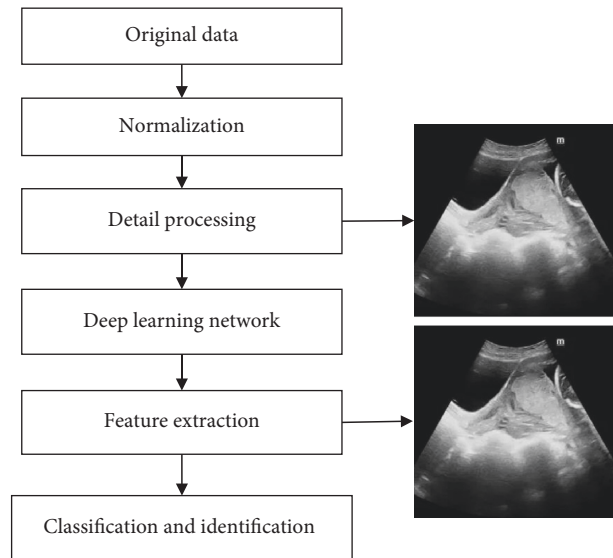 Original data
Normalization
m
Detail processing
Deep learning network
m
Feature extraction
Classification and identification